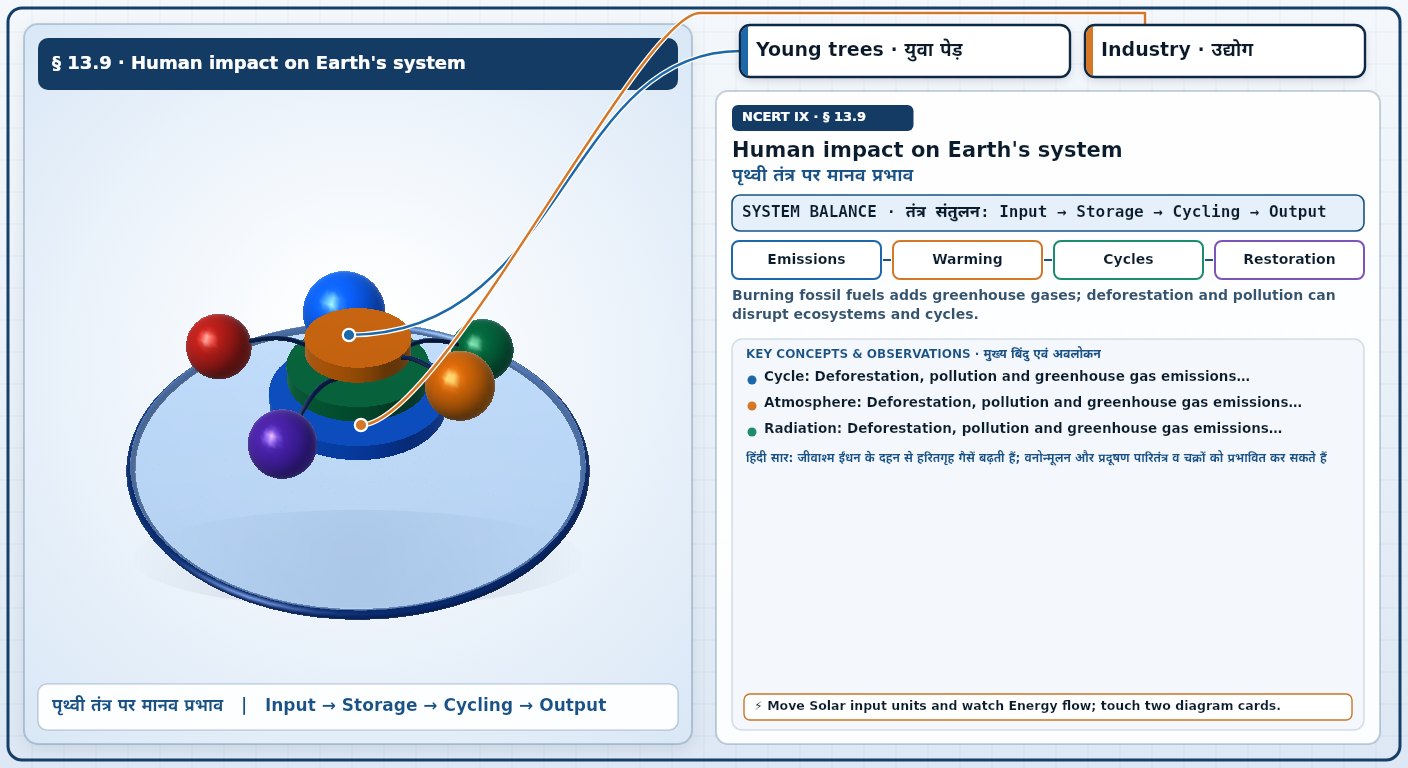 § 13.9 · Human impact on Earth's system
Young trees · युवा पेड़
Industry · उद्योग
NCERT IX · § 13.9
Human impact on Earth's system
पृथ्वी तंत्र पर मानव प्रभाव
SYSTEM BALANCE · तंत्र संतुलन: Input → Storage → Cycling → Output
Emissions
Warming
Cycles
Restoration
Burning fossil fuels adds greenhouse gases; deforestation and pollution can
disrupt ecosystems and cycles.
KEY CONCEPTS & OBSERVATIONS · मुख्य बिंदु एवं अवलोकन
Cycle: Deforestation, pollution and greenhouse gas emissions…
Atmosphere: Deforestation, pollution and greenhouse gas emissions…
Radiation: Deforestation, pollution and greenhouse gas emissions…
हिंदी सार: जीवाश्म ईंधन के दहन से हरितगृह गैसें बढ़ती हैं; वनोन्मूलन और प्रदूषण पारितंत्र व चक्रों को प्रभावित कर सकते हैं
⚡ Move Solar input units and watch Energy flow; touch two diagram cards.
पृथ्वी तंत्र पर मानव प्रभाव | Input → Storage → Cycling → Output